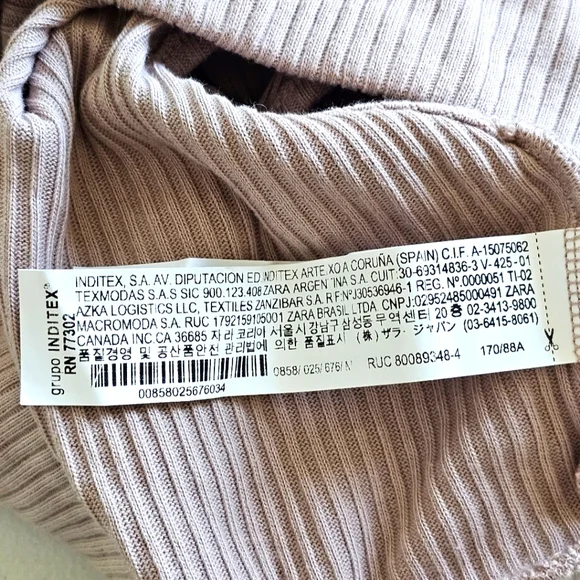 grupo INDITEX®
RN 77302
INDITEX, S.A. AV. DIPUTACION ED INDITEX ARTEIXO A CORUÑA (SPAIN) C.I.F. A-15075062
TEXMODAS S.A.S SIC 900.123.408 ZARA ARGENTINA S.A. CUIT:30-69314836-3 V-425-01
AZKA LOGISTICS LLC, TEXTILES ZANZIBAR S.A. RIF NºJ30536946-1 REG. Nº0000051 TI-02
MACROMODA S.A. RUC 1792159105001 ZARA BRASIL LTDA. CNPJ:02952485000491 ZARA
CANADA INC.CA 36685 자라 코리아 서울시 강남구 삼성동 무역센터 20 층 02-3413-9800
품질경영 및 공산품안전 관리법에 의한 품질표시 (株) ザラ・ジャパン (03-6415-8061)
00858025676034
0858/ 025/ 676/
RUC 80089348-4
170/88A